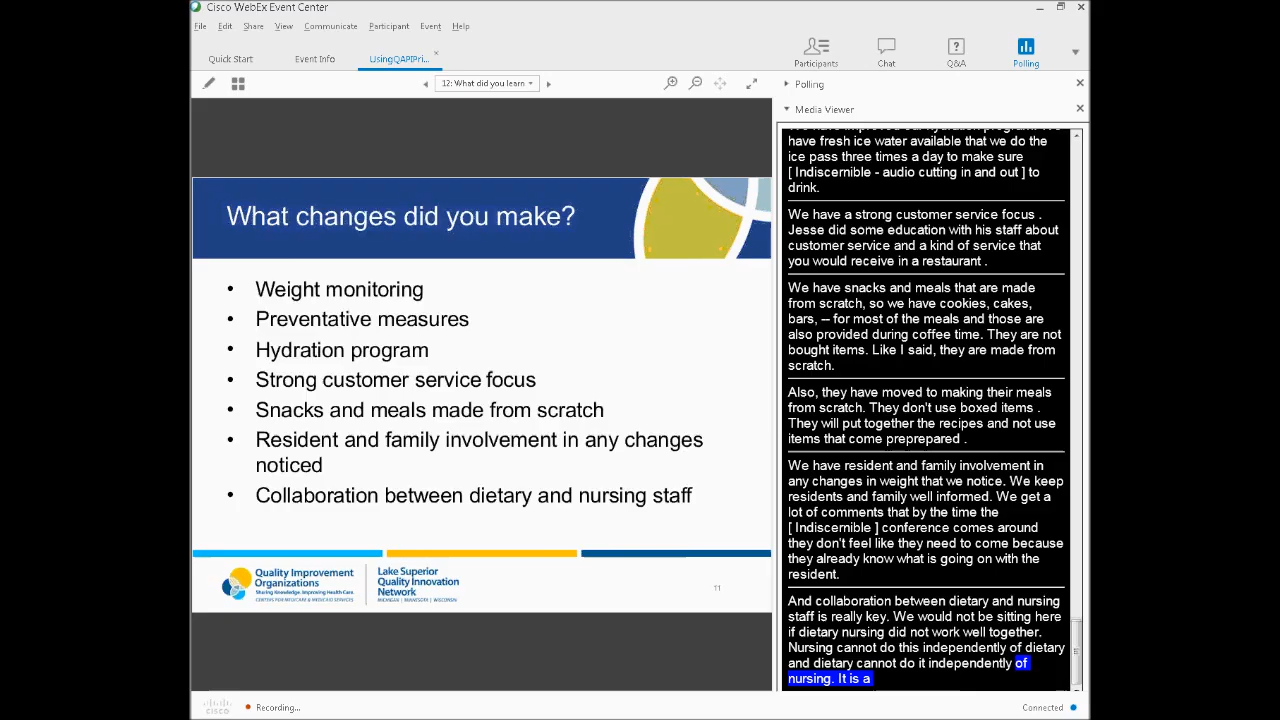 Cisco WebEx Event Center
File Edit Share View Communicate Participant Event Help
Quick Start Event Info UsingQAPIPri...
Participants Chat Q&A Polling
12: What did you learn
Polling
Media Viewer
What changes did you make?
• Weight monitoring
• Preventative measures
• Hydration program
• Strong customer service focus
• Snacks and meals made from scratch
• Resident and family involvement in any changes
noticed
• Collaboration between dietary and nursing staff
Quality Improvement
Organizations
Sharing Knowledge. Improving Health Care.
CENTERS FOR MEDICARE & MEDICAID SERVICES
Lake Superior
Quality Innovation
Network
MICHIGAN | MINNESOTA | WISCONSIN
11
We have improved our hydration program. We
have fresh ice water available that we do the
ice pass three times a day to make sure
[ Indiscernible - audio cutting in and out ] to
drink.
We have a strong customer service focus .
Jesse did some education with his staff about
customer service and a kind of service that
you would receive in a restaurant .
We have snacks and meals that are made
from scratch, so we have cookies, cakes,
bars, -- for most of the meals and those are
also provided during coffee time. They are not
bought items. Like I said, they are made from
scratch.
Also, they have moved to making their meals
from scratch. They don't use boxed items .
They will put together the recipes and not use
items that come preprepared .
We have resident and family involvement in
any changes in weight that we notice. We keep
residents and family well informed. We get a
lot of comments that by the time the
[ Indiscernible ] conference comes around
they don't feel like they need to come because
they already know what is going on with the
resident.
And collaboration between dietary and nursing
staff is really key. We would not be sitting here
if dietary nursing did not work well together.
Nursing cannot do this independently of dietary
and dietary cannot do it independently of
nursing. It is a
cisco
Recording...
Connected